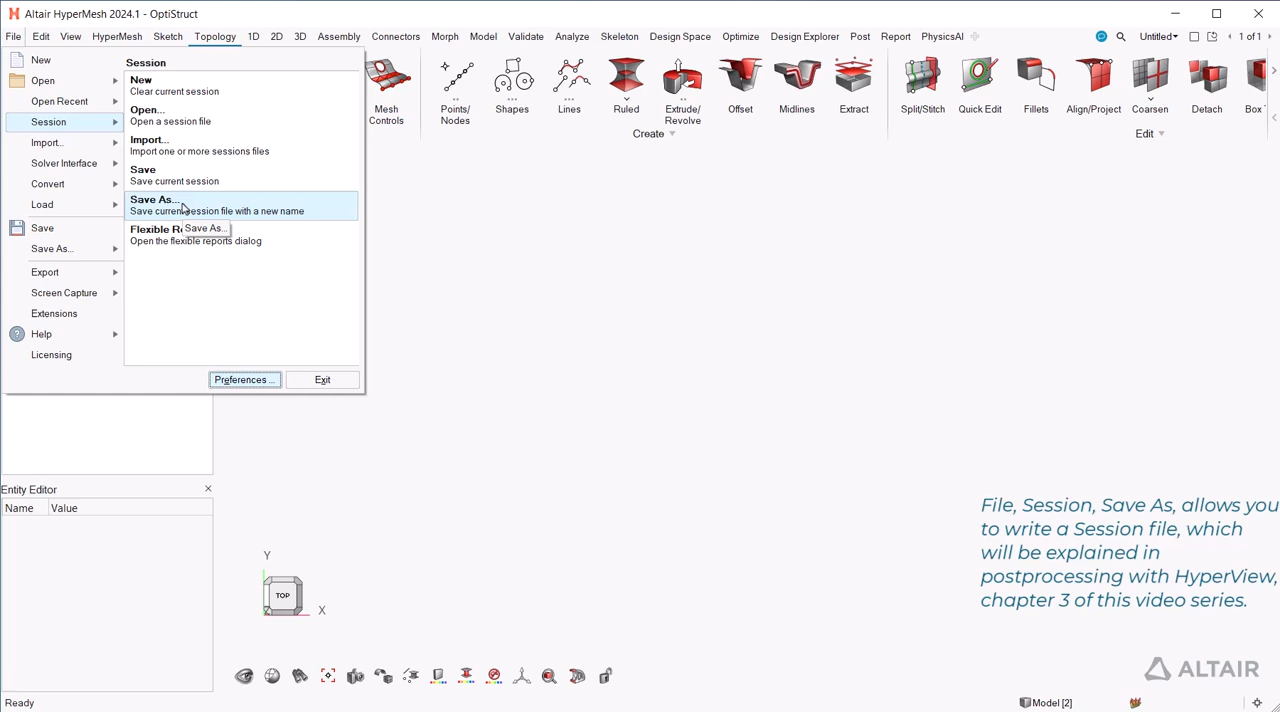 Altair HyperMesh 2024.1 - OptiStruct
File Edit View HyperMesh Sketch Topology 1D 2D 3D Assembly Connectors Morph Model Validate Analyze Skeleton Design Space Optimize Design Explorer Post Report PhysicsAI Untitled 1 of 1
New
Open
Open Recent
Session
Import...
Solver Interface
Convert
Load
Save
Save As...
Export
Screen Capture
Extensions
Help
Licensing
Session
New
Clear current session
Open...
Open a session file
Import...
Import one or more sessions files
Save
Save current session
Save As...
Save current session file with a new name
Save As...
Flexible Re
Open the flexible reports dialog
Preferences ...
Exit
Mesh Controls
Points/Nodes
Shapes
Lines
Ruled
Extrude/Revolve
Offset
Midlines
Extract
Create
Split/Stitch
Quick Edit
Fillets
Align/Project
Coarsen
Detach
Box
Edit
Entity Editor
Name Value
Y
TOP
X
File, Session, Save As, allows you
to write a Session file, which
will be explained in
postprocessing with HyperView,
chapter 3 of this video series.
ALTAIR
Ready
Model [2]